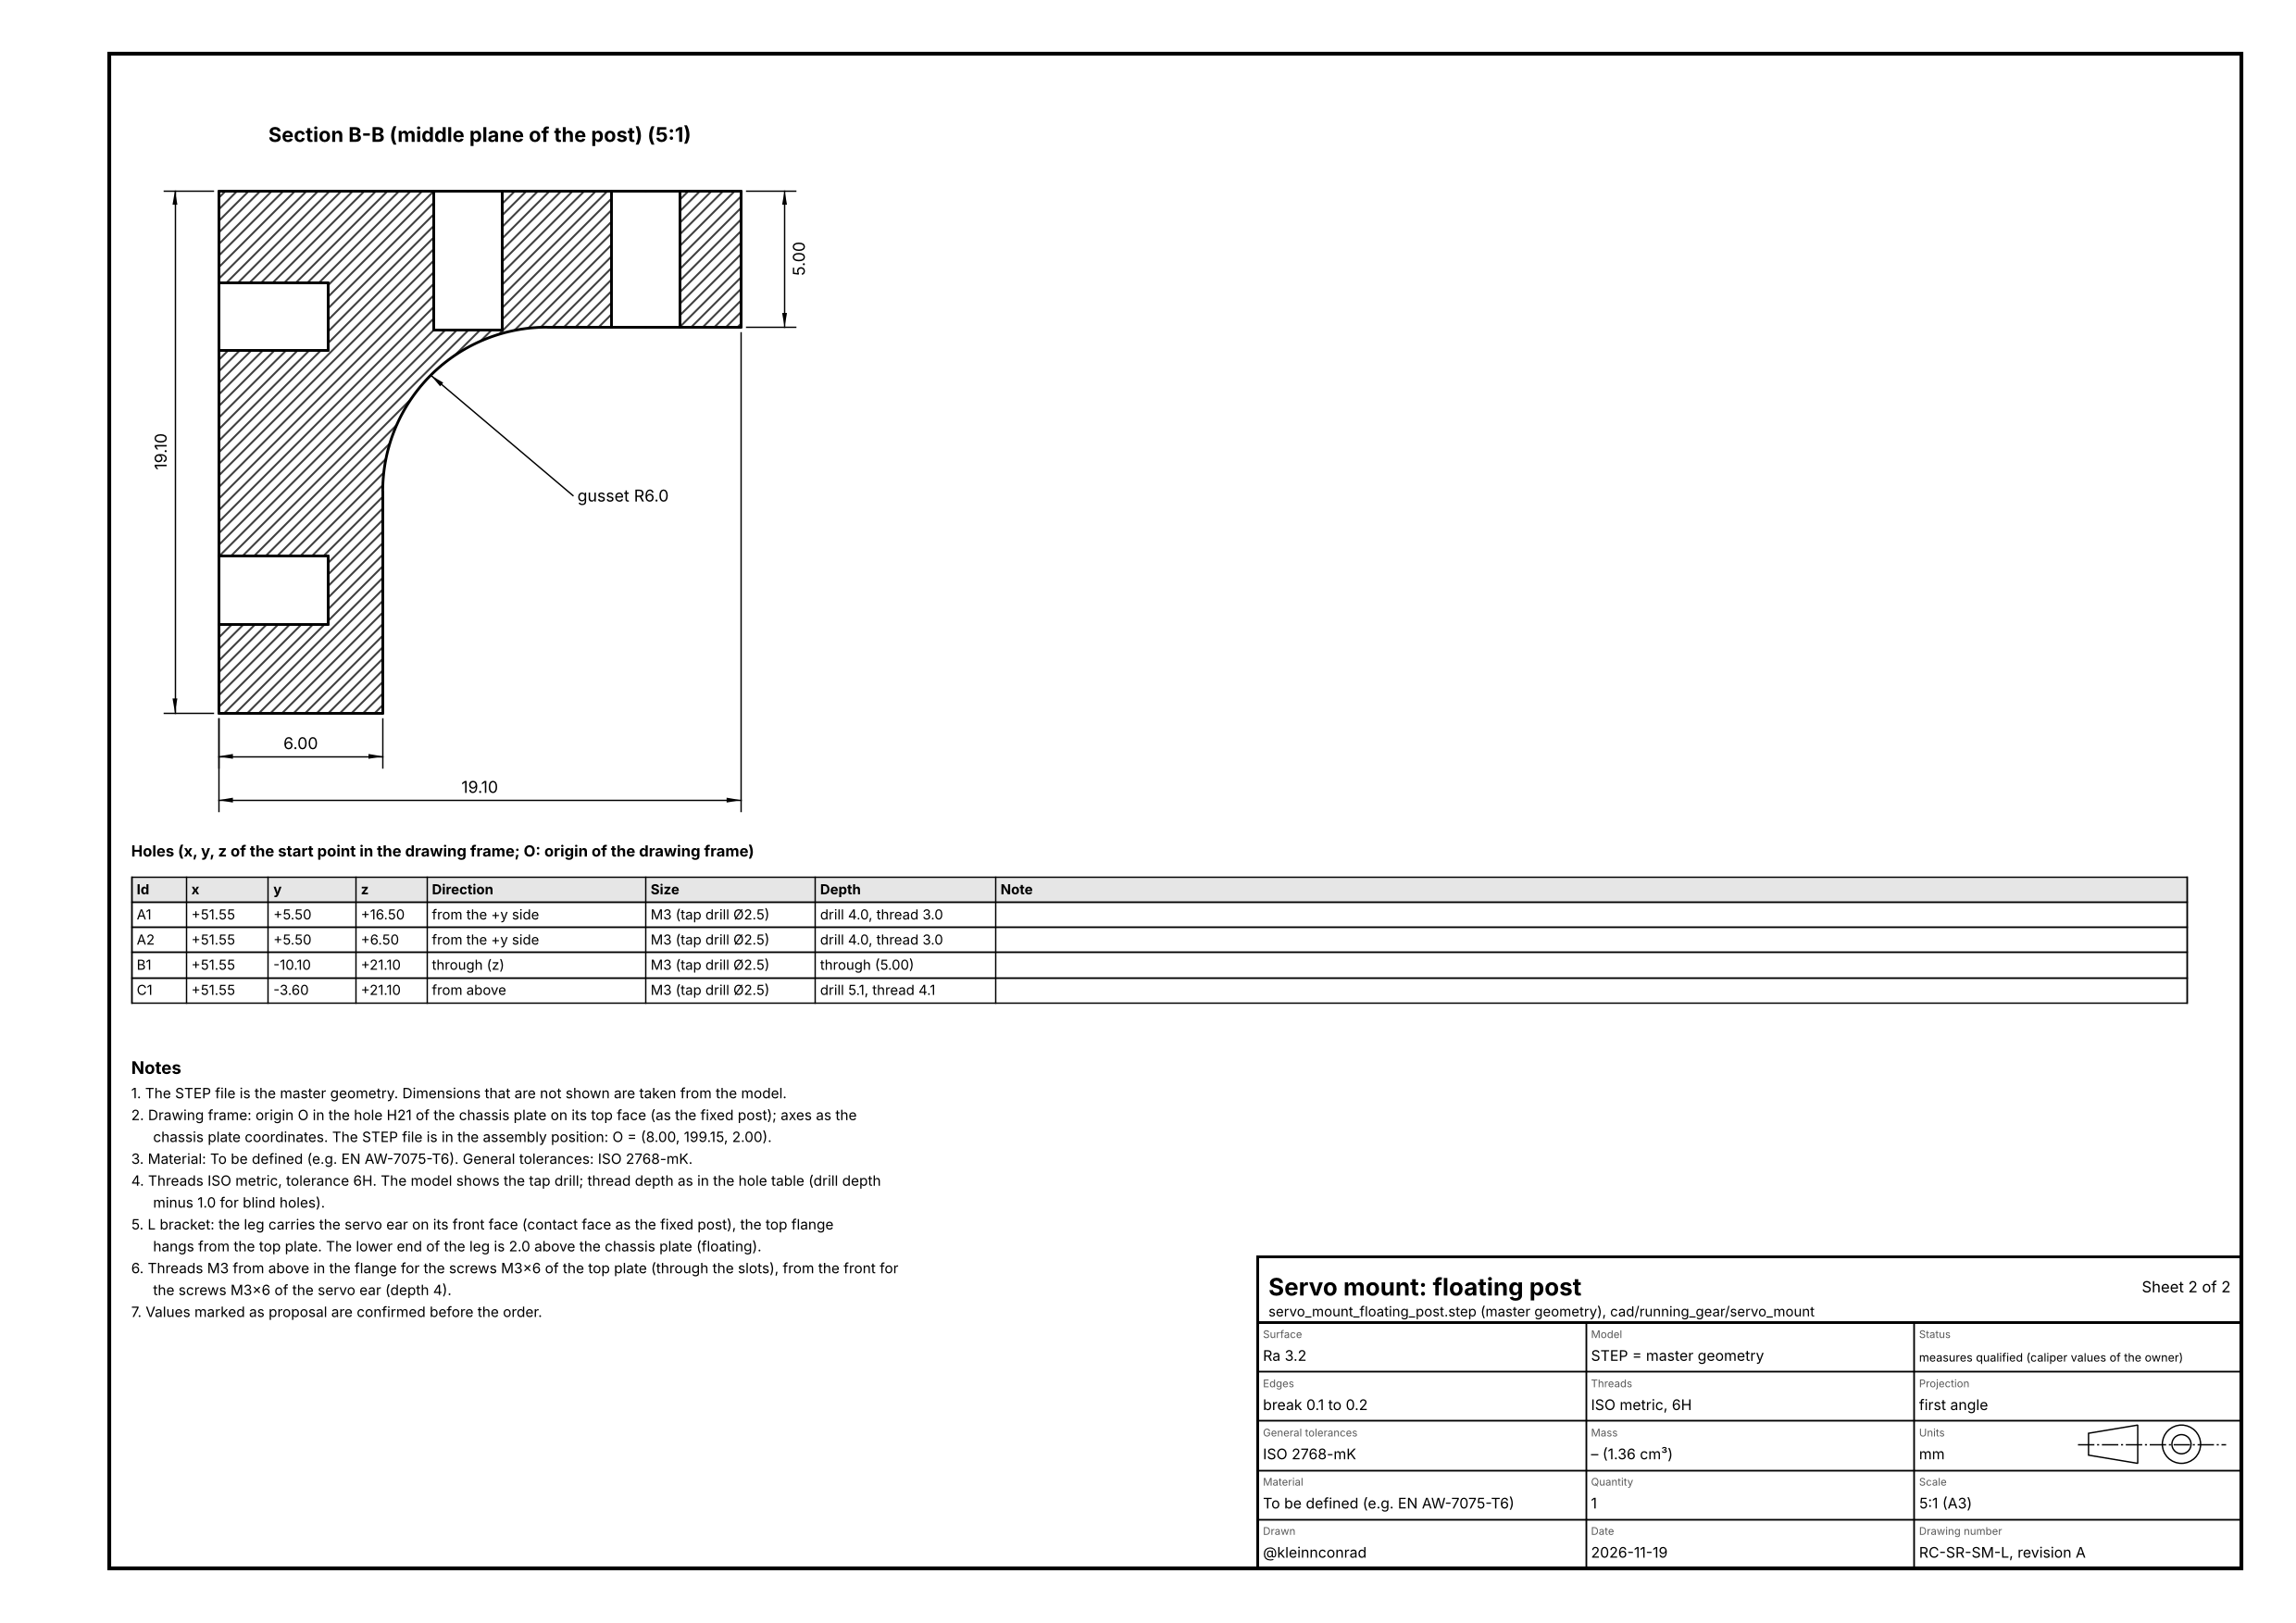 Section B-B (middle plane of the post) (5:1)
5.00
19.10
gusset R6.0
6.00
19.10
Holes (x, y, z of the start point in the drawing frame; O: origin of the drawing frame)
Id x y z Direction Size Depth Note
A1 +51.55 +5.50 +16.50 from the +y side M3 (tap drill Ø2.5) drill 4.0, thread 3.0
A2 +51.55 +5.50 +6.50 from the +y side M3 (tap drill Ø2.5) drill 4.0, thread 3.0
B1 +51.55 -10.10 +21.10 through (z) M3 (tap drill Ø2.5) through (5.00)
C1 +51.55 -3.60 +21.10 from above M3 (tap drill Ø2.5) drill 5.1, thread 4.1
Notes
1. The STEP file is the master geometry. Dimensions that are not shown are taken from the model.
2. Drawing frame: origin O in the hole H21 of the chassis plate on its top face (as the fixed post); axes as the
chassis plate coordinates. The STEP file is in the assembly position: O = (8.00, 199.15, 2.00).
3. Material: To be defined (e.g. EN AW-7075-T6). General tolerances: ISO 2768-mK.
4. Threads ISO metric, tolerance 6H. The model shows the tap drill; thread depth as in the hole table (drill depth
minus 1.0 for blind holes).
5. L bracket: the leg carries the servo ear on its front face (contact face as the fixed post), the top flange
hangs from the top plate. The lower end of the leg is 2.0 above the chassis plate (floating).
6. Threads M3 from above in the flange for the screws M3×6 of the top plate (through the slots), from the front for
the screws M3×6 of the servo ear (depth 4).
7. Values marked as proposal are confirmed before the order.
Servo mount: floating post
Sheet 2 of 2
servo_mount_floating_post.step (master geometry), cad/running_gear/servo_mount
Surface Model Status
Ra 3.2 STEP = master geometry measures qualified (caliper values of the owner)
Edges Threads Projection
break 0.1 to 0.2 ISO metric, 6H first angle
General tolerances Mass Units
ISO 2768-mK – (1.36 cm³) mm
Material Quantity Scale
To be defined (e.g. EN AW-7075-T6) 1 5:1 (A3)
Drawn Date Drawing number
@kleinnconrad 2026-11-19 RC-SR-SM-L, revision A